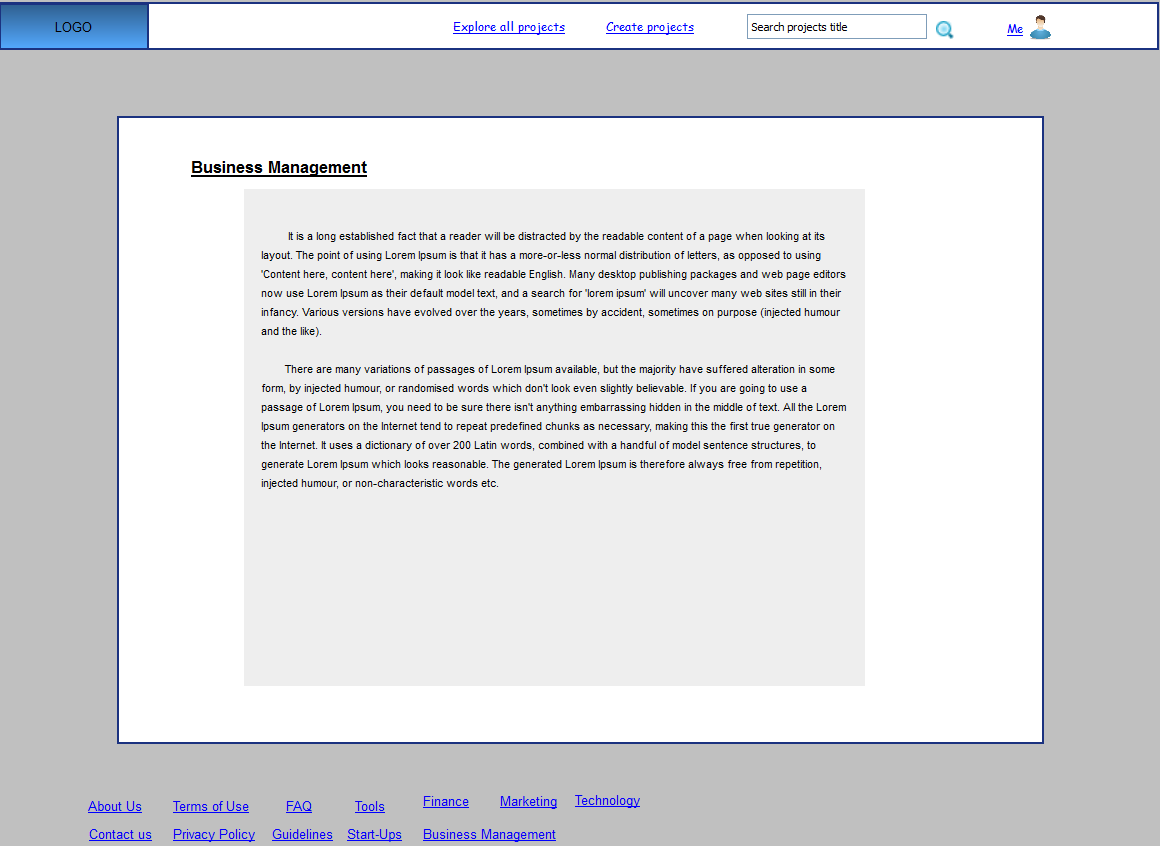 LOGO Explore all projects Create projects Search projects title Me
Business Management
It is a long established fact that a reader will be distracted by the readable content of a page when looking at its
layout. The point of using Lorem Ipsum is that it has a more-or-less normal distribution of letters, as opposed to using
'Content here, content here', making it look like readable English. Many desktop publishing packages and web page editors
now use Lorem Ipsum as their default model text, and a search for 'lorem ipsum' will uncover many web sites still in their
infancy. Various versions have evolved over the years, sometimes by accident, sometimes on purpose (injected humour
and the like).
There are many variations of passages of Lorem Ipsum available, but the majority have suffered alteration in some
form, by injected humour, or randomised words which don't look even slightly believable. If you are going to use a
passage of Lorem Ipsum, you need to be sure there isn't anything embarrassing hidden in the middle of text. All the Lorem
Ipsum generators on the Internet tend to repeat predefined chunks as necessary, making this the first true generator on
the Internet. It uses a dictionary of over 200 Latin words, combined with a handful of model sentence structures, to
generate Lorem Ipsum which looks reasonable. The generated Lorem Ipsum is therefore always free from repetition,
injected humour, or non-characteristic words etc.
About Us Terms of Use FAQ Tools Finance Marketing Technology
Contact us Privacy Policy Guidelines Start-Ups Business Management